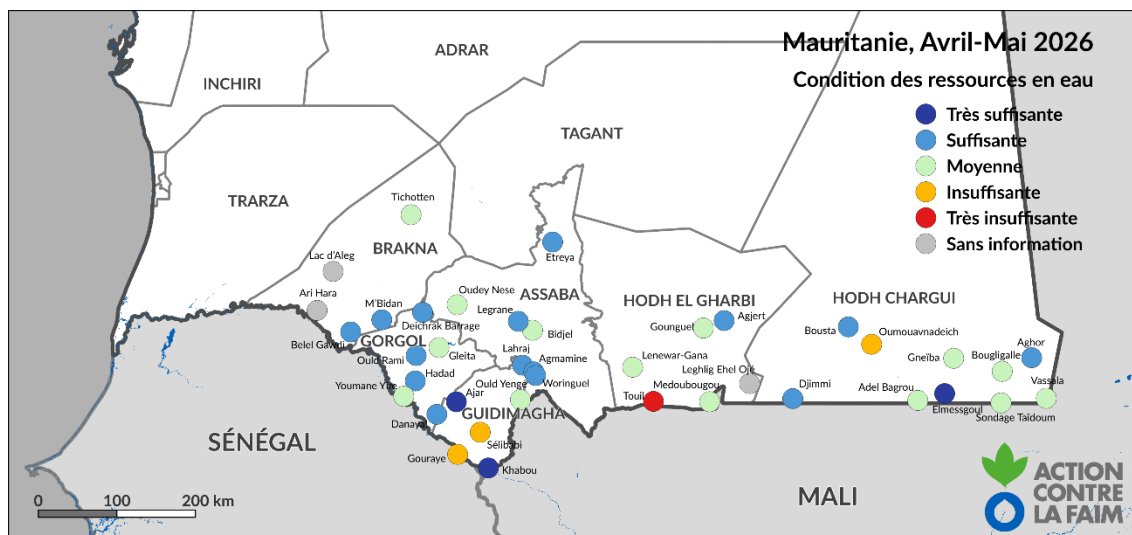 Mauritanie, Avril-Mai 2026
Condition des ressources en eau
Très suffisante
Suffisante
Moyenne
Insuffisante
Très insuffisante
Sans information
ADRAR
INCHIRI
TAGANT
TRARZA
Tichotten
BRAKNA
Lac d'Aleg
Etreya
Ari Hara
M'Bidan
Oudey Nese
ASSABA
Legrane
HODH EL GHARBI
Agjert
HODH CHARGUI
Deichrak Barrage
Bidjel
Gounguel
Bousta
Oumouavnadeich
Belel Gawdi
GORGOL
Gleita
Ould Rami
Lahraj
Agmamine
Lenewar-Gana
Leghlig Ehel Oje
Gneïba
Bougligalle
Aghor
Hadad
Youmane Yire
Ould Yenge
Woringuel
Medoubougou
Djimmi
Adel Bagrou
Vassala
Ajar
Touil
Elmessgoul
Danayal
GUIDIMAGHA
Sondage Taïdoum
Sélibabi
Gouraye
Khabou
SÉNÉGAL
MALI
0 100 200 km
ACTION
CONTRE
LA FAIM